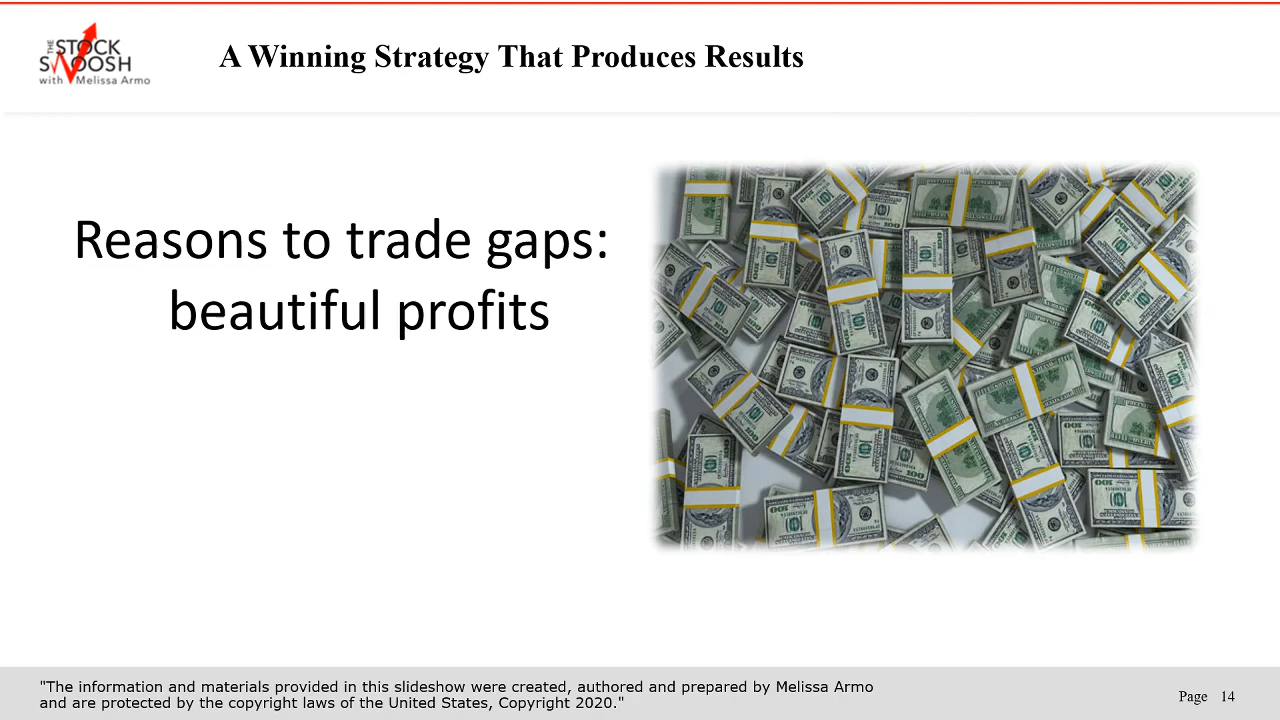 THE
STOCK
SWOOSH
with Melissa Armo
A Winning Strategy That Produces Results
Reasons to trade gaps:
beautiful profits
"The information and materials provided in this slideshow were created, authored and prepared by Melissa Armo
and are protected by the copyright laws of the United States, Copyright 2020."
Page 14